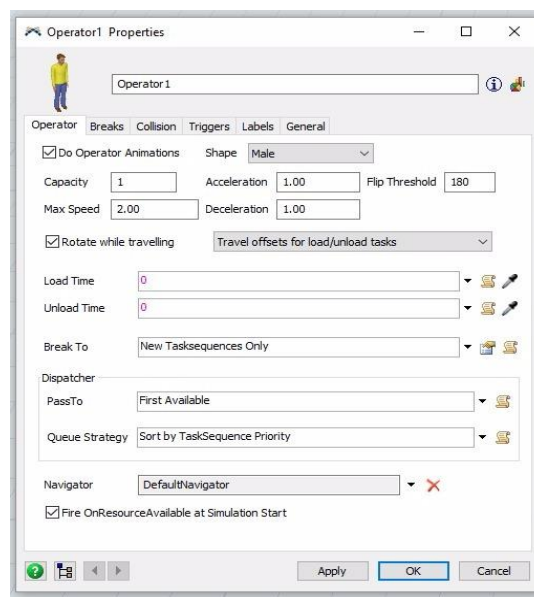 Operator1 Properties
Operator1
Operator Breaks Collision Triggers Labels General
Do Operator Animations Shape Male
Capacity 1 Acceleration 1.00 Flip Threshold 180
Max Speed 2.00 Deceleration 1.00
Rotate while travelling Travel offsets for load/unload tasks
Load Time 0
Unload Time 0
Break To New Tasksequences Only
Dispatcher
PassTo First Available
Queue Strategy Sort by TaskSequence Priority
Navigator DefaultNavigator
Fire OnResourceAvailable at Simulation Start
Apply OK Cancel